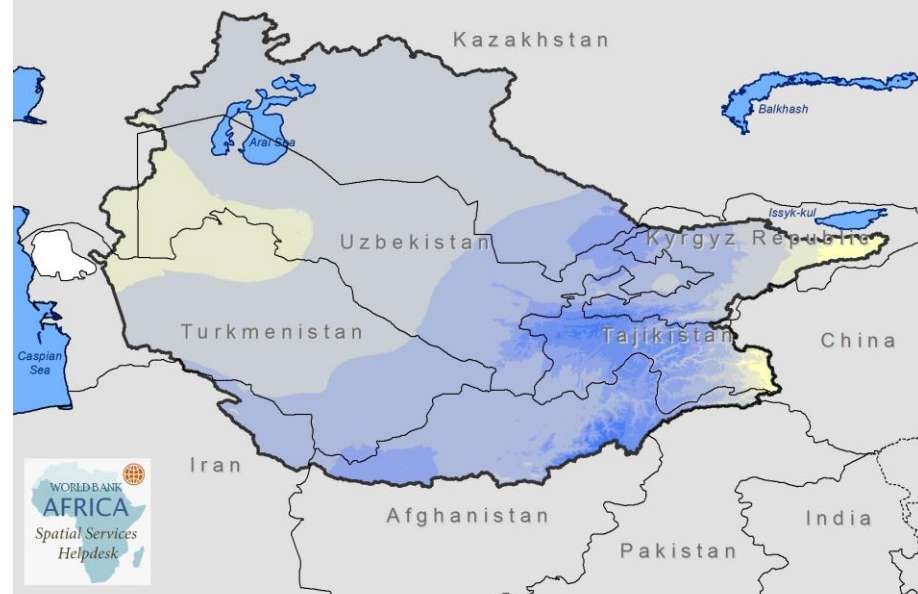 Kazakhstan
Balkhash
Aral Sea
Issyk-kul
Uzbekistan
Kyrgyz Republic
Turkmenistan
Tajikistan
China
Caspian
Sea
Iran
WORLD BANK
AFRICA
Spatial Services
Helpdesk
Afghanistan
India
Pakistan